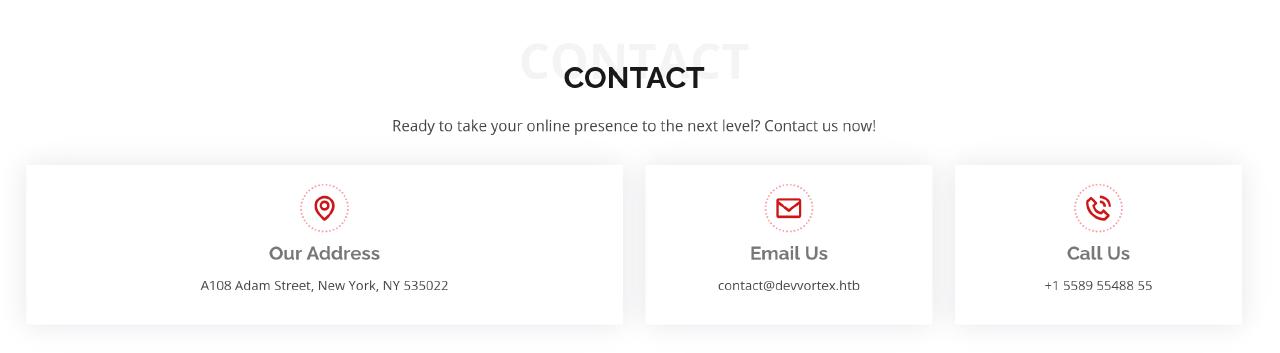 CONTACT
CONTACT
Ready to take your online presence to the next level? Contact us now!
Our Address
A108 Adam Street, New York, NY 535022
Email Us
contact@devvortex.htb
Call Us
+1 5589 55488 55